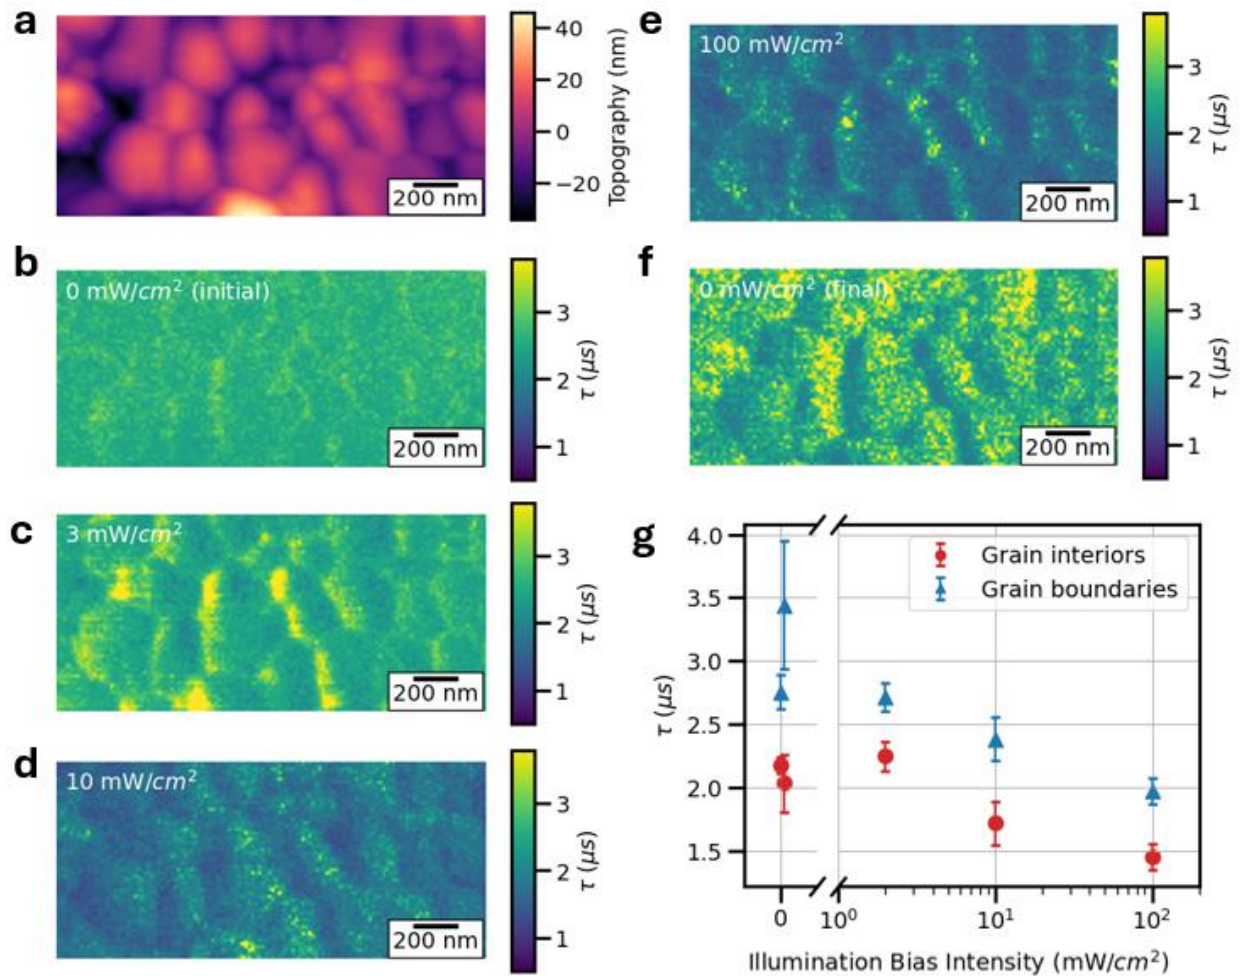 a
40
20
0
−20
Topography (nm)
200 nm
b
0 mW/cm² (initial)
3
2
1
τ (μs)
200 nm
c
3 mW/cm²
3
2
1
τ (μs)
200 nm
d
10 mW/cm²
3
2
1
τ (μs)
200 nm
e
100 mW/cm²
3
2
1
τ (μs)
200 nm
f
0 mW/cm² (final)
3
2
1
τ (μs)
200 nm
g
Grain interiors
Grain boundaries
4.0
3.5
3.0
2.5
2.0
1.5
τ (μs)
0
10⁰
10¹
10²
Illumination Bias Intensity (mW/cm²)